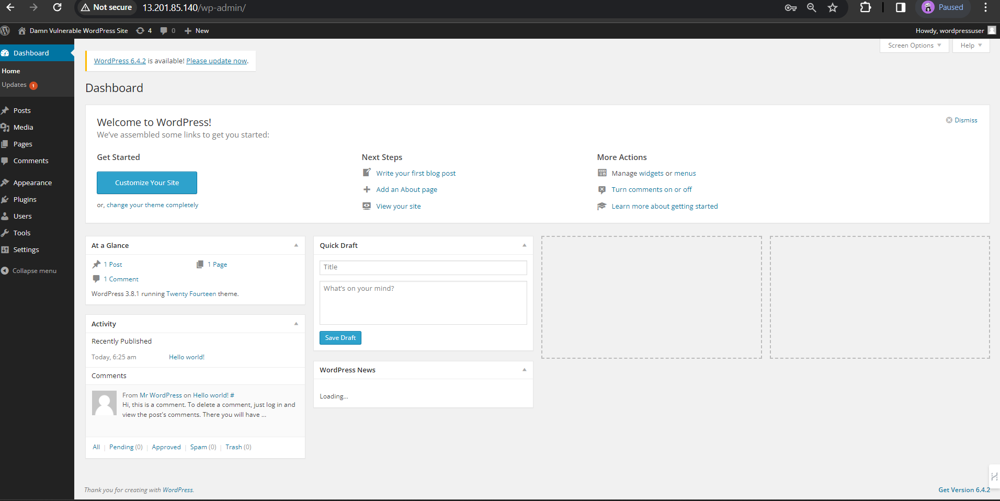 Not secure 13.201.85.140/wp-admin/ Paused
Damn Vulnerable WordPress Site 4 0 New Howdy, wordpressuser
Screen Options Help
Dashboard
Home
Updates 1
Posts
Media
Pages
Comments
Appearance
Plugins
Users
Tools
Settings
Collapse menu
WordPress 6.4.2 is available! Please update now.
Dashboard
Welcome to WordPress!
We've assembled some links to get you started:
Dismiss
Get Started
Customize Your Site
or, change your theme completely
Next Steps
Write your first blog post
Add an About page
View your site
More Actions
Manage widgets or menus
Turn comments on or off
Learn more about getting started
At a Glance
1 Post 1 Page
1 Comment
WordPress 3.8.1 running Twenty Fourteen theme.
Activity
Recently Published
Today, 6:25 am Hello world!
Comments
From Mr WordPress on Hello world! #
Hi, this is a comment. To delete a comment, just log in and
view the post's comments. There you will have ...
All | Pending (0) | Approved | Spam (0) | Trash (0)
Quick Draft
Title
What's on your mind?
Save Draft
WordPress News
Loading...
Thank you for creating with WordPress.
Get Version 6.4.2